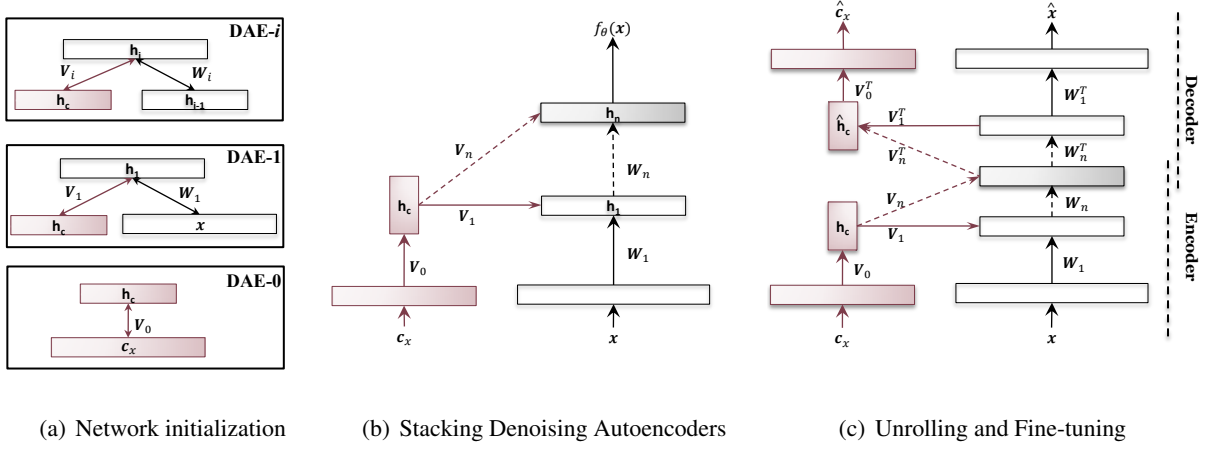 DAE-i
h_i
V_i
W_i
h_c
h_{i-1}
DAE-1
h_1
V_1
W_1
h_c
x
DAE-0
h_c
V_0
c_x
(a) Network initialization
f_θ(x)
h_n
V_n
W_n
h_c
V_1
h_1
V_0
W_1
c_x
x
(b) Stacking Denoising Autoencoders
ĉ_x
x̂
V_0^T
W_1^T
ĥ_c
V_1^T
V_n^T
W_n^T
V_n
W_n
h_c
V_1
V_0
W_1
c_x
x
Decoder
Encoder
(c) Unrolling and Fine-tuning